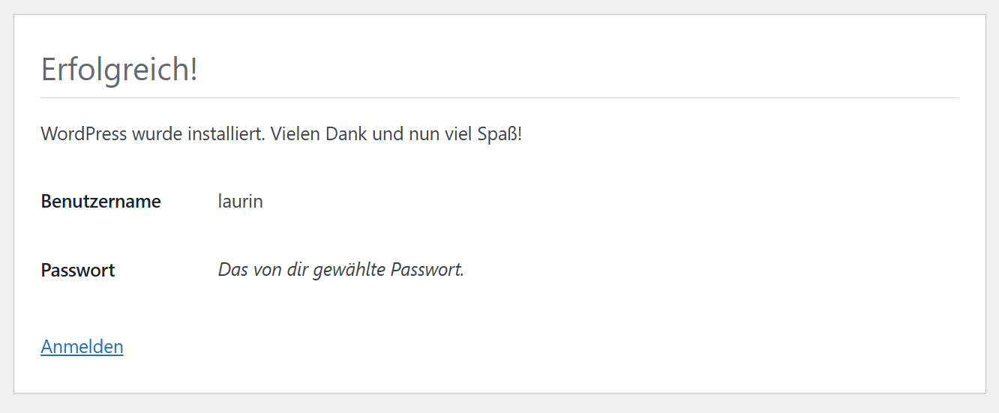 Erfolgreich!
WordPress wurde installiert. Vielen Dank und nun viel Spaß!
Benutzername laurin
Passwort Das von dir gewählte Passwort.
Anmelden